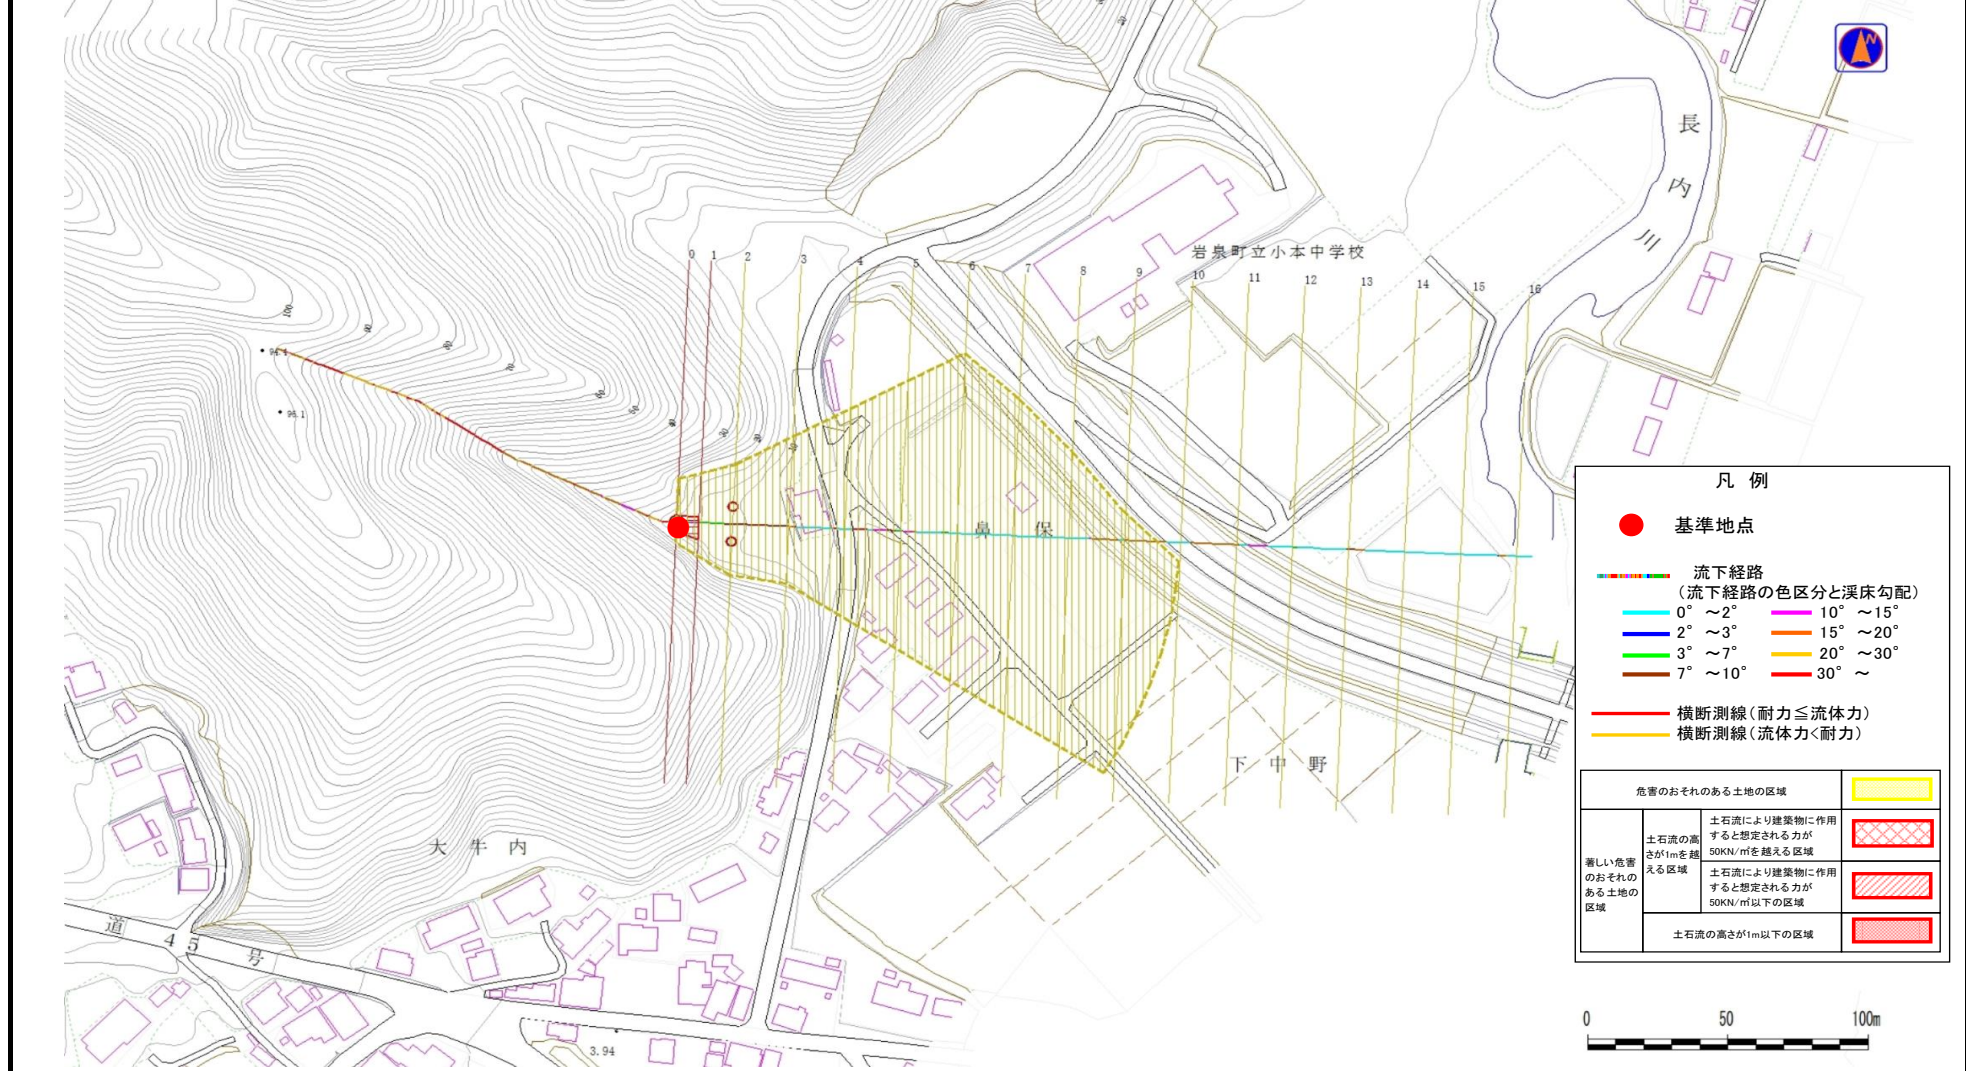 N
長内川
岩泉町立小本中学校
0 1 2 3 4 5 6 7 8 9 10 11 12 13 14 15 16
100
94.4
96.1
鼻保
下中野
大牛内
道45号
3.94
凡 例
基準地点
流下経路
(流下経路の色区分と渓床勾配)
0° ~2° 10° ~15°
2° ~3° 15° ~20°
3° ~7° 20° ~30°
7° ~10° 30° ~
横断測線(耐力≦流体力)
横断測線(流体力<耐力)
危害のおそれのある土地の区域
著しい危害
のおそれの
ある土地の
区域
土石流の高
さが1mを越
える区域
土石流により建築物に作用
すると想定される力が
50KN/㎡を越える区域
土石流により建築物に作用
すると想定される力が
50KN/㎡以下の区域
土石流の高さが1m以下の区域
0 50 100m